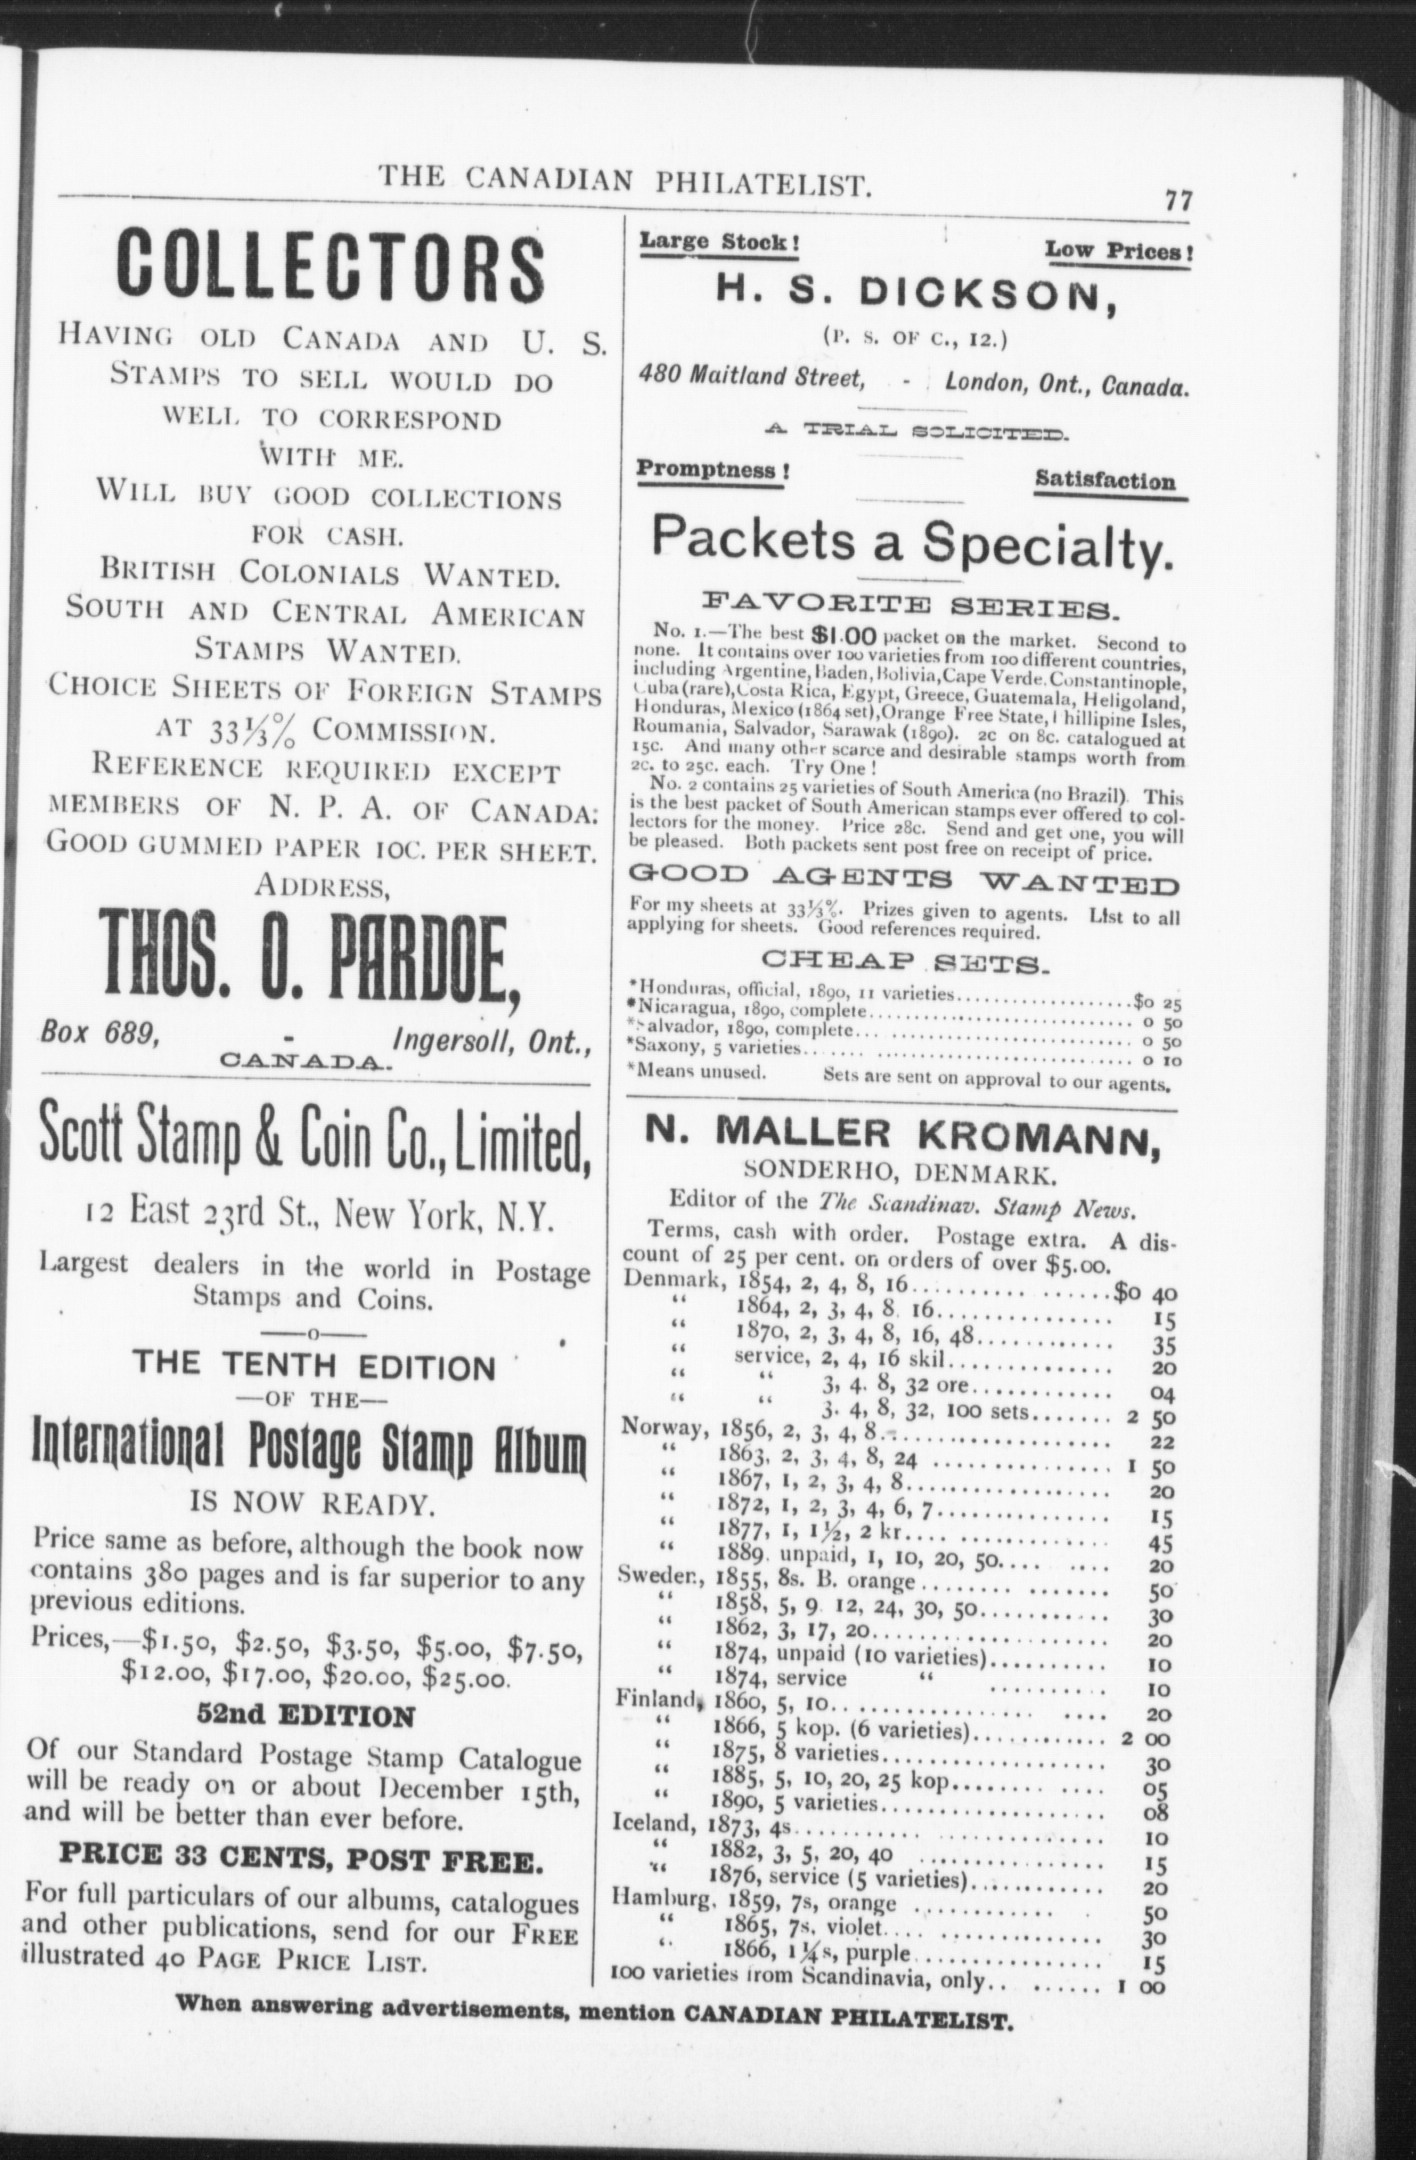 THE CANADIAN PHILATELIST.
77
COLLECTORS
HAVING OLD CANADA AND U. S.
STAMPS TO SELL WOULD DO
WELL TO CORRESPOND
WITH ME.
WILL BUY GOOD COLLECTIONS
FOR CASH.
BRITISH COLONIALS WANTED.
SOUTH AND CENTRAL AMERICAN
STAMPS WANTED.
CHOICE SHEETS OF FOREIGN STAMPS
AT 33⅓% COMMISSION.
REFERENCE REQUIRED EXCEPT
MEMBERS OF N. P. A. OF CANADA:
GOOD GUMMED PAPER 10C. PER SHEET.
ADDRESS,
THOS. O. PARDOE,
Box 689, - Ingersoll, Ont.,
CANADA.
Scott Stamp & Coin Co., Limited,
12 East 23rd St., New York, N.Y.
Largest dealers in the world in Postage
Stamps and Coins.
—o—
THE TENTH EDITION
—OF THE—
International Postage Stamp Album
IS NOW READY.
Price same as before, although the book now
contains 380 pages and is far superior to any
previous editions.
Prices,—$1.50, $2.50, $3.50, $5.00, $7.50,
$12.00, $17.00, $20.00, $25.00.
52nd EDITION
Of our Standard Postage Stamp Catalogue
will be ready on or about December 15th,
and will be better than ever before.
PRICE 33 CENTS, POST FREE.
For full particulars of our albums, catalogues
and other publications, send for our FREE
illustrated 40 PAGE PRICE LIST.
Large Stock! Low Prices!
H. S. DICKSON,
(P. S. OF C., 12.)
480 Maitland Street, - London, Ont., Canada.
A TRIAL SOLICITED.
Promptness! Satisfaction
Packets a Specialty.
FAVORITE SERIES.
No. 1.—The best $1.00 packet on the market. Second to
none. It contains over 100 varieties from 100 different countries,
including Argentine, Baden, Bolivia, Cape Verde. Constantinople,
Cuba (rare), Costa Rica, Egypt, Greece, Guatemala, Heligoland,
Honduras, Mexico (1864 set), Orange Free State, Phillipine Isles,
Roumania, Salvador, Sarawak (1890). 2c on 8c. catalogued at
15c. And many other scarce and desirable stamps worth from
2c. to 25c. each. Try One!
No. 2 contains 25 varieties of South America (no Brazil). This
is the best packet of South American stamps ever offered to col-
lectors for the money. Price 28c. Send and get one, you will
be pleased. Both packets sent post free on receipt of price.
GOOD AGENTS WANTED
For my sheets at 33⅓%. Prizes given to agents. List to all
applying for sheets. Good references required.
CHEAP SETS.
*Honduras, official, 1890, 11 varieties....................$0 25
*Nicaragua, 1890, complete.............................. 0 50
*Salvador, 1890, complete... .......................... 0 50
*Saxony, 5 varieties........ ............................ 0 10
*Means unused. Sets are sent on approval to our agents.
N. MALLER KROMANN,
SONDERHO, DENMARK.
Editor of the The Scandinav. Stamp News.
Terms, cash with order. Postage extra. A dis-
count of 25 per cent. on orders of over $5.00.
Denmark, 1854, 2, 4, 8, 16........... ......$0 40
“ 1864, 2, 3, 4, 8. 16................ 15
“ 1870, 2, 3, 4, 8, 16, 48............ 35
“ service, 2, 4, 16 skil.............. 20
“ “ 3, 4. 8, 32 ore............ 04
“ “ 3. 4, 8, 32, 100 sets....... 2 50
Norway, 1856, 2, 3, 4, 8.................... 22
“ 1863, 2, 3, 4, 8, 24 ............... 1 50
“ 1867, 1, 2, 3, 4, 8................. 20
“ 1872, 1, 2, 3, 4, 6, 7............... 15
“ 1877, 1, 1½, 2 kr.... ............. 45
“ 1889. unpaid, 1, 10, 20, 50.... .... 20
Sweden, 1855, 8s. B. orange........ ....... 50
“ 1858, 5, 9. 12, 24, 30, 50........... 30
“ 1862, 3, 17, 20.................... 20
“ 1874, unpaid (10 varieties).......... 10
“ 1874, service “ .......... 10
Finland, 1860, 5, 10.................. .... 20
“ 1866, 5 kop. (6 varieties)............ 2 00
“ 1875, 8 varieties................... 30
“ 1885, 5, 10, 20, 25 kop........ .... 05
“ 1890, 5 varieties................... 08
Iceland, 1873, 4s........... .............. 10
“ 1882, 3, 5, 20, 40 ................ 15
“ 1876, service (5 varieties)............ 20
Hamburg, 1859, 7s, orange ............ 50
“ 1865, 7s, violet.... .............. 30
“ 1866, 1¼s, purple................ 15
100 varieties from Scandinavia, only.. ...... 1 00
When answering advertisements, mention CANADIAN PHILATELIST.